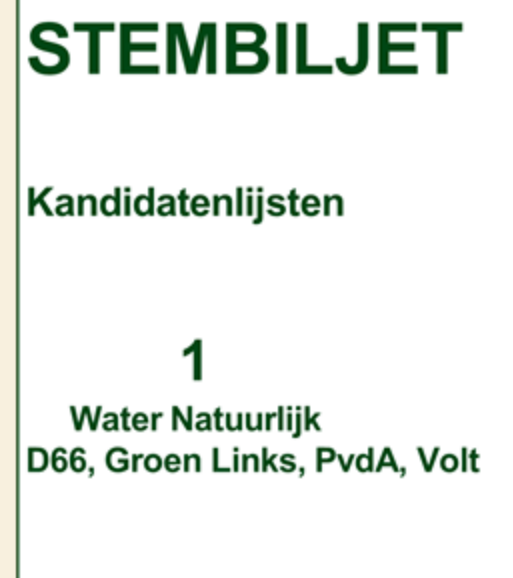 STEMBILJET
Kandidatenlijsten
1
Water Natuurlijk
D66, Groen Links, PvdA, Volt